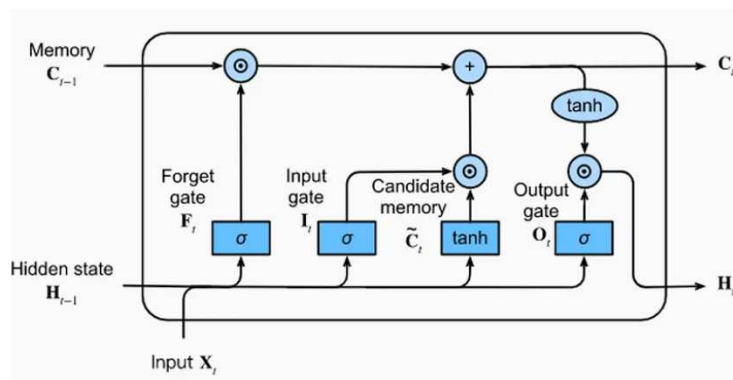 Memory
C_{t-1}
C_t
tanh
Forget
gate
F_t
Input
gate
I_t
Candidate
memory
C̃_t
Output
gate
O_t
σ
σ
tanh
σ
Hidden state
H_{t-1}
H_t
Input X_t
⊙
+
⊙
⊙